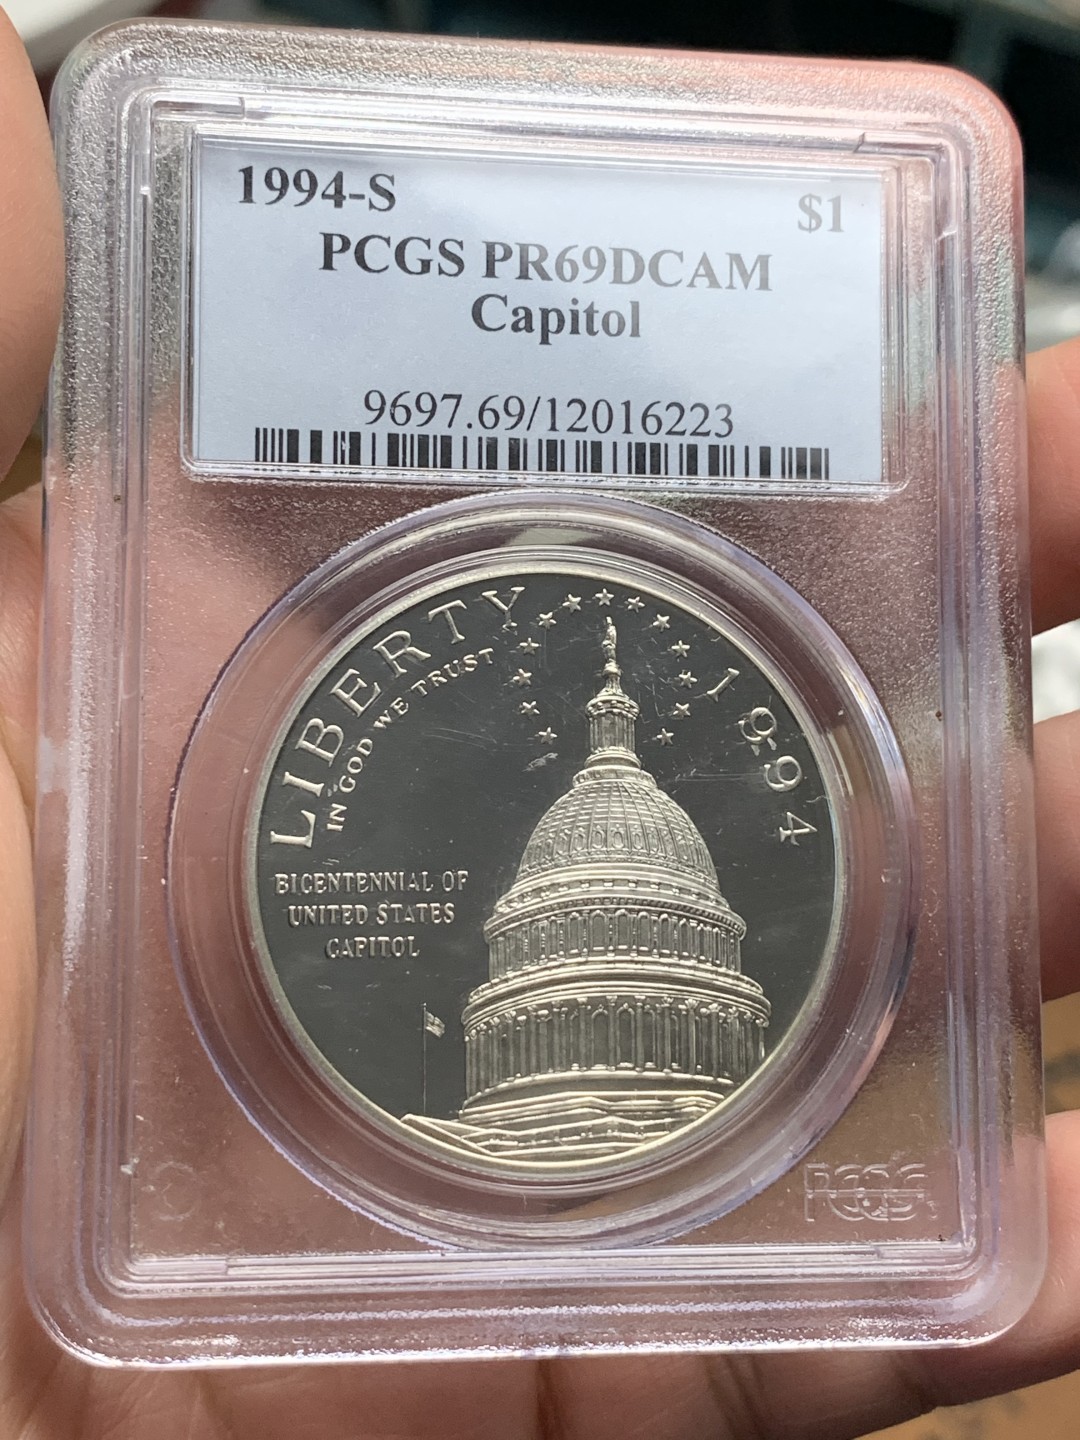 1994-S
$1
PCGS PR69DCAM
Capitol
9697.69/12016223
LIBERTY
IN GOD WE TRUST
1994
BICENTENNIAL OF
UNITED STATES
CAPITOL
PCGS